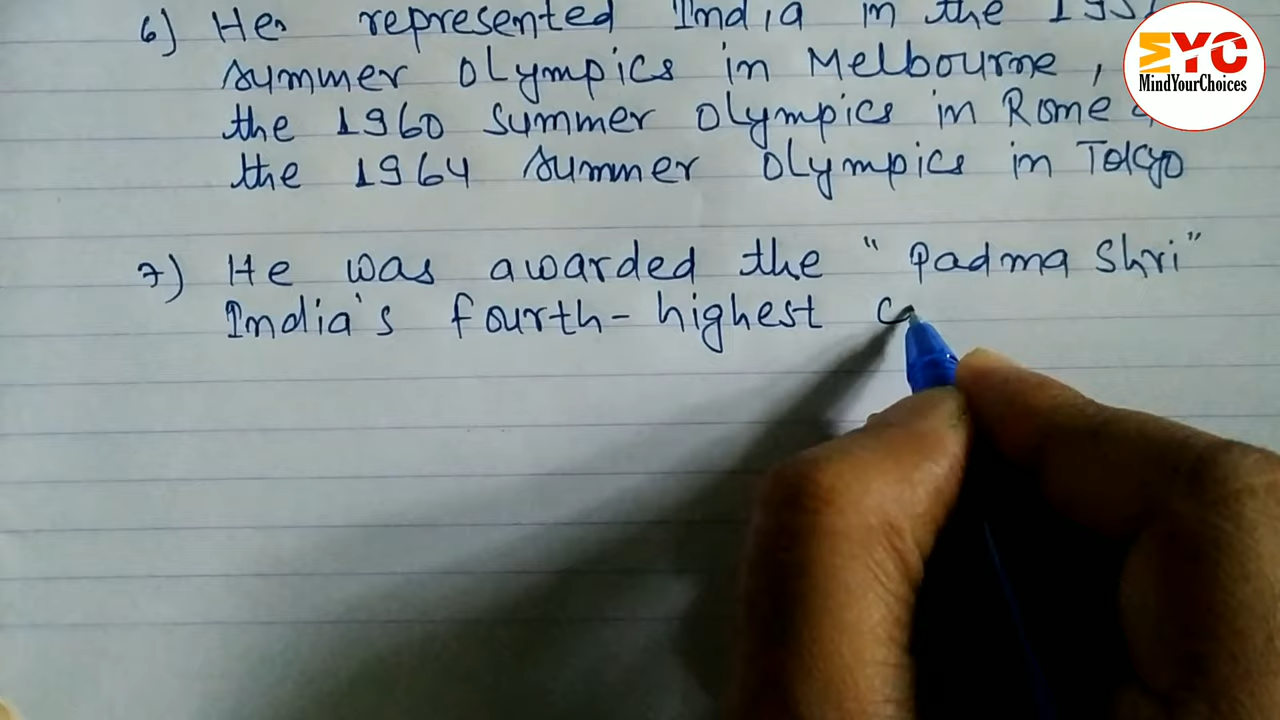 6) He represented India in the
summer Olympics in Melbourne,
the 1960 summer Olympics in Rome &
the 1964 summer Olympics in Tokyo
7) He was awarded the "Padma Shri"
India's fourth-highest
MYC
MindYourChoices